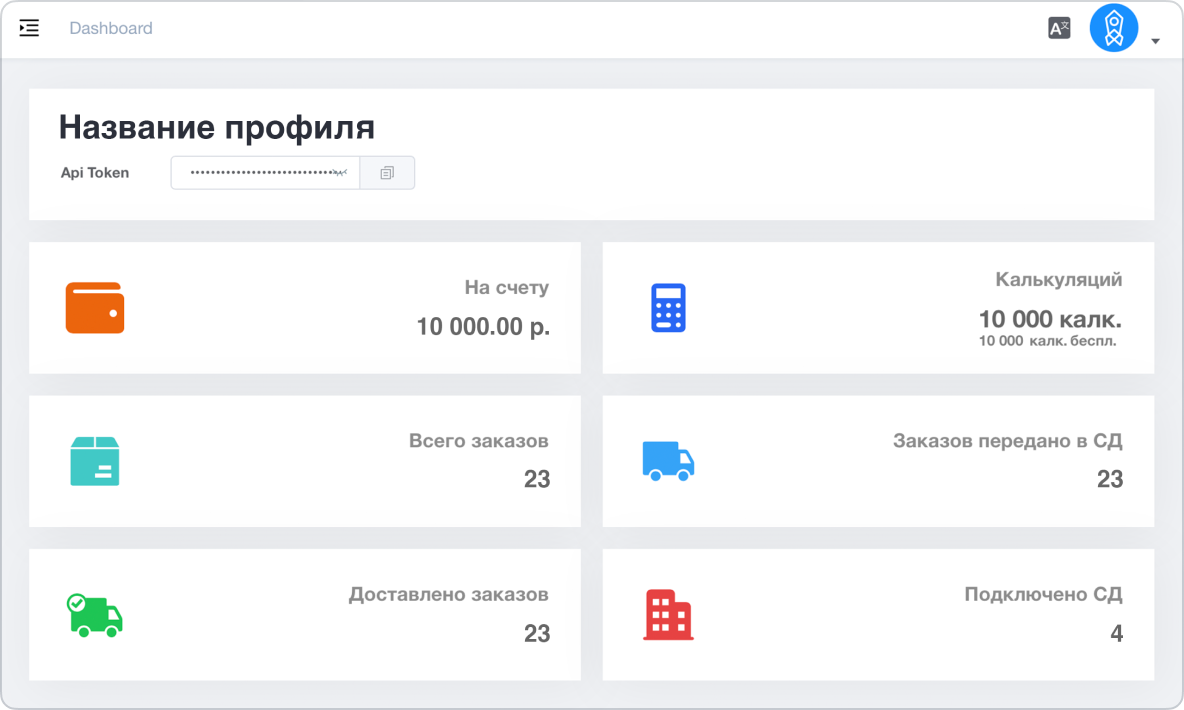 Dashboard
Название профиля
Api Token
На счету
10 000.00 р.
Калькуляций
10 000 калк.
10 000 калк. беспл.
Всего заказов
23
Заказов передано в СД
23
Доставлено заказов
23
Подключено СД
4